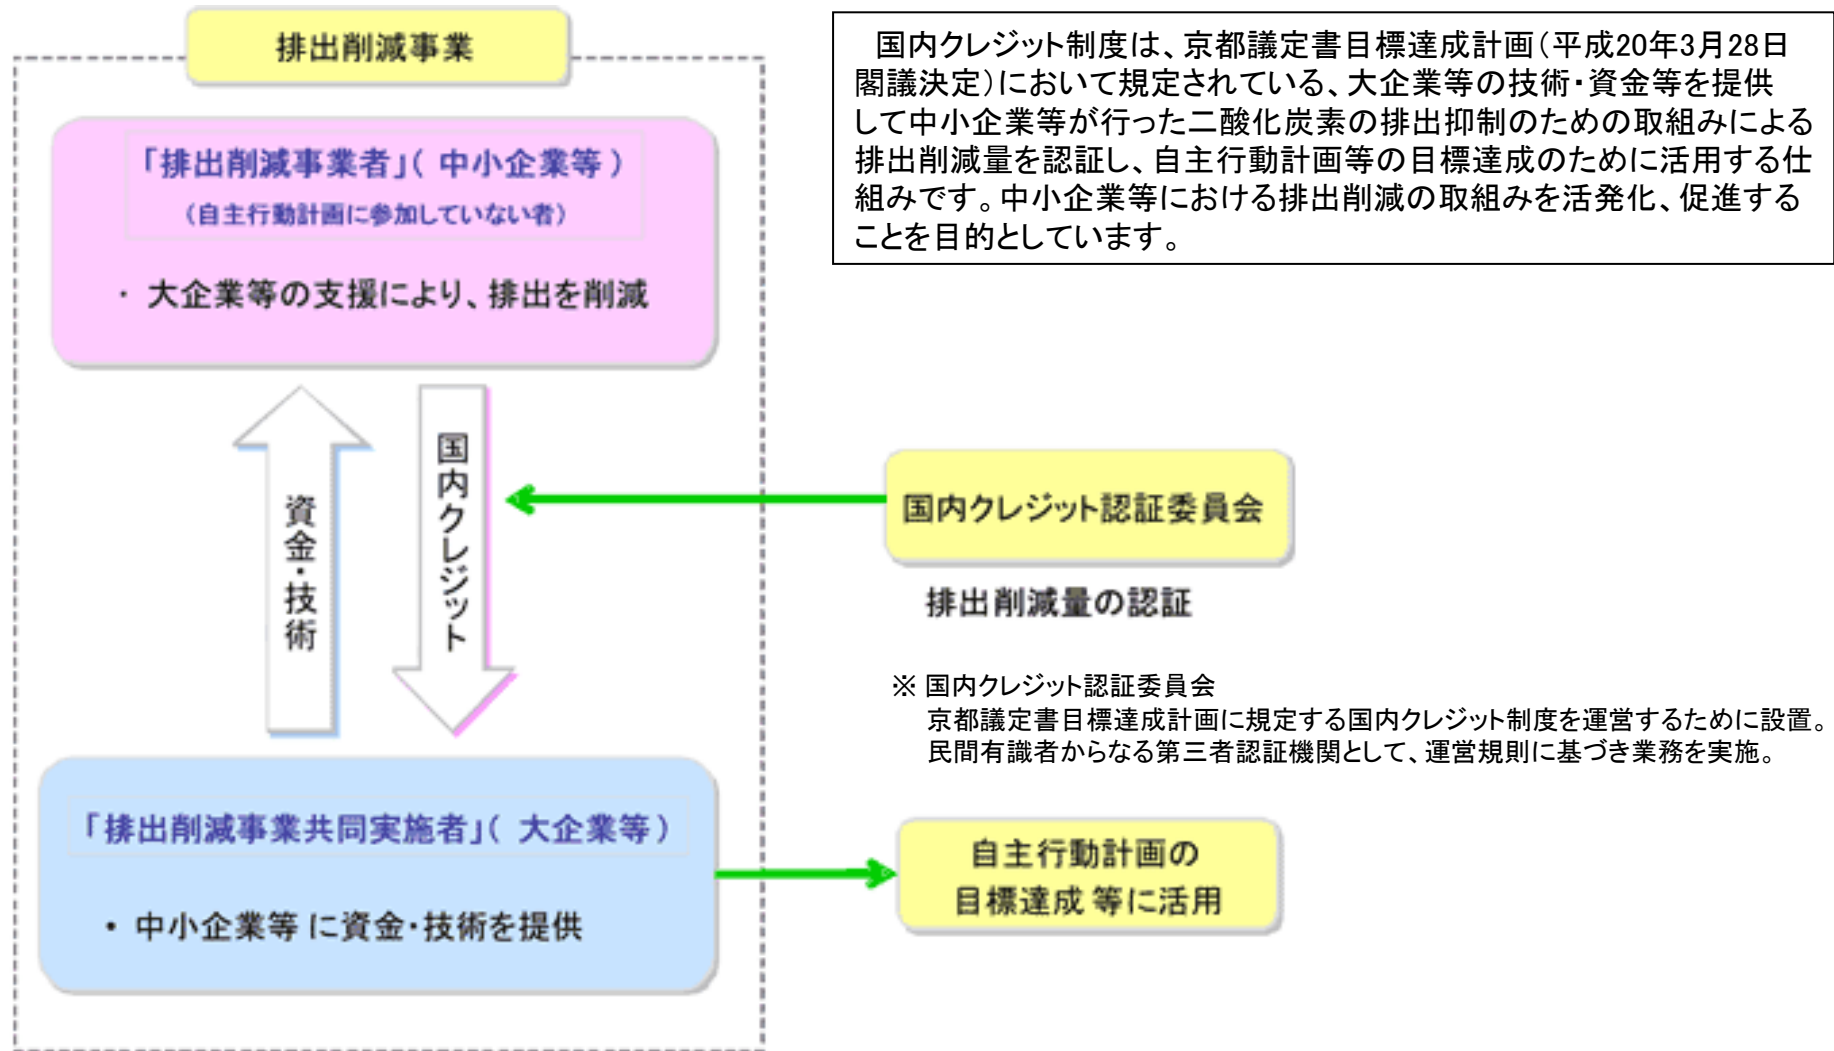 排出削減事業
国内クレジット制度は、京都議定書目標達成計画(平成20年3月28日
閣議決定)において規定されている、大企業等の技術・資金等を提供
して中小企業等が行った二酸化炭素の排出抑制のための取組みによる
排出削減量を認証し、自主行動計画等の目標達成のために活用する仕
組みです。中小企業等における排出削減の取組みを活発化、促進する
ことを目的としています。
「排出削減事業者」( 中小企業等 )
(自主行動計画に参加していない者)
・ 大企業等の支援により、排出を削減
資金・技術
国内クレジット
国内クレジット認証委員会
排出削減量の認証
※ 国内クレジット認証委員会
京都議定書目標達成計画に規定する国内クレジット制度を運営するために設置。
民間有識者からなる第三者認証機関として、運営規則に基づき業務を実施。
「排出削減事業共同実施者」( 大企業等 )
• 中小企業等 に資金・技術を提供
自主行動計画の
目標達成 等に活用